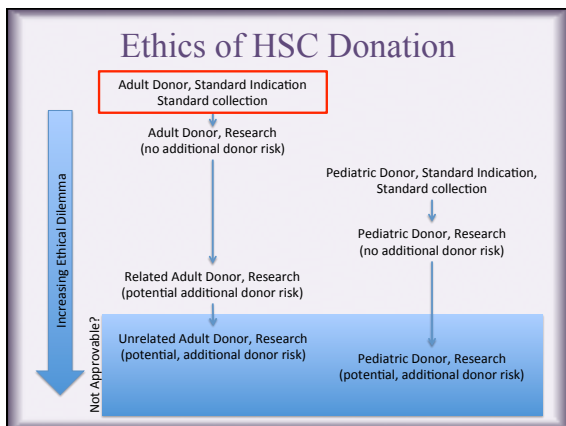 Ethics of HSC Donation
Adult Donor, Standard Indication
Standard collection
Adult Donor, Research
(no additional donor risk)
Pediatric Donor, Standard Indication,
Standard collection
Pediatric Donor, Research
(no additional donor risk)
Related Adult Donor, Research
(potential additional donor risk)
Unrelated Adult Donor, Research
(potential, additional donor risk)
Pediatric Donor, Research
(potential, additional donor risk)
Increasing Ethical Dilemma
Not Approvable?